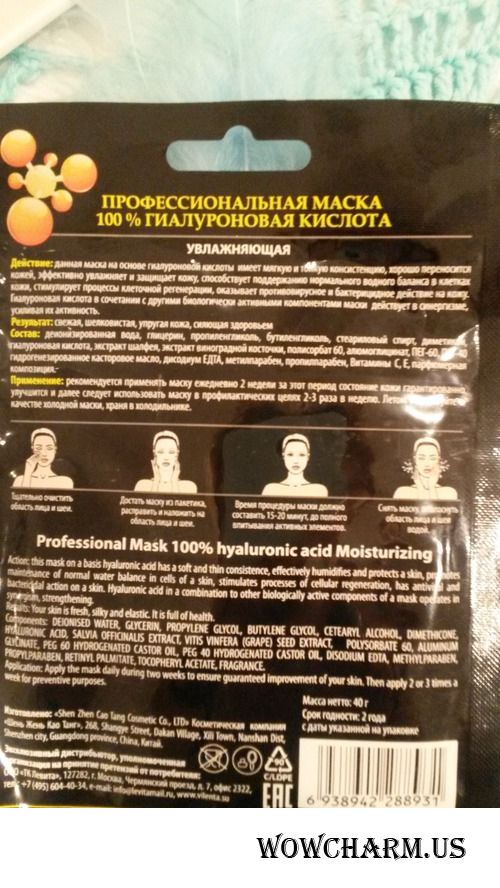 ПРОФЕССИОНАЛЬНАЯ МАСКА
100 % ГИАЛУРОНОВАЯ КИСЛОТА
УВЛАЖНЯЮЩАЯ
Действие: данная маска на основе гиалуроновой кислоты имеет мягкую и тонкую консистенцию, хорошо переносится
кожей, эффективно увлажняет и защищает кожу, способствует поддержанию нормального водного баланса в клетках
кожи, стимулирует процессы клеточной регенерации, оказывает противовирусное и бактерицидное действие на кожу.
Гиалуроновая кислота в сочетании с другими биологически активными компонентами маски действует в синергизме,
усиливая их активность.
Результат: свежая, шелковистая, упругая кожа, сияющая здоровьем
Состав: деионизированная вода, глицерин, пропиленгликоль, бутиленгликоль, стеариловый спирт,
гиалуроновая кислота, экстракт шалфея, экстракт виноградной косточки, полисорбат 60, алюмоглицинат, ПЕГ-60,
гидрогенезированное касторовое масло, дисодиум ЕДТА, метилпарабен, пропилпарабен, Витамины С, Е, парфюмерная
композиция.-
Применение: рекомендуется применять маску ежедневно 2 недели за этот период состояние кожи гарантированно
улучшится и далее следует использовать маску в профилактических целях 2-3 раза в неделю.
качестве холодной маски, храня в холодильнике.
Тщательно очистить
область лица и шеи.
Достать маску из пакетика,
расправить и наложить на
область лица и шеи.
Время процедуры маски должно
составить 15-20 минут, до полного
впитывания активных элементов.
Снять маску,
область лица и шеи
водой.
Professional Mask 100% hyaluronic acid Moisturizing
Action: this mask on a basis hyaluronic acid has a soft and thin consistence, effectively humidifies and protects a skin, promotes
maintenance of normal water balance in cells of a skin, stimulates processes of cellular regeneration, has antiviral and
bactericidal action on a skin. Hyaluronic acid in a combination to other biologically active components of a mask operates in
synergism, strengthening.
Results: Your skin is fresh, silky and elastic. It is full of health.
Components: DEIONISED WATER, GLYCERIN, PROPYLENE GLYCOL, BUTYLENE GLYCOL, CETEARYL ALCOHOL, DIMETHICONE,
HYALURONIC ACID, SALVIA OFFICINALIS EXTRACT, VITIS VINFERA (GRAPE) SEED EXTRACT, POLYSORBATE 60, ALUMINUM
GLYCINATE, PEG 60 HYDROGENATED CASTOR OIL, PEG 40 HYDROGENATED CASTOR OIL, DISODIUM EDTA, METHYLPARABEN,
PROPYLPARABEN, RETINYL PALMITATE, TOCOPHERYL ACETATE, FRAGRANCE.
Application: Apply the mask daily during two weeks to ensure guaranteed improvement of your skin. Then apply 2 or 3 times a
week for preventive purposes.
Изготовлено: «Shen Zhen Cao Tang Cosmetic Co., LTD» Косметическая компания
«Шень Жень Као Танг», 268, Shangye Street, Dakan Village, Xili Town, Nanshan Dist,
Shenzhen city, Guangdong province, China, Китай.
Эксклюзивный дистрибьютор, уполномоченная
организация на принятие претензий от потребителя:
ООО «ТК Левита», 127282, г. Москва, Чермянский проезд, д. 7, офис 2322,
тел: +7 (495) 604-40-34, e-mail: info@levitamail.ru, www.vilenta.su
Масса нетто: 40 г
Срок годности: 2 года
с даты указанной на упаковке
90
C/LDPE
EAC
6 938942 288931
WOWCHARM.US